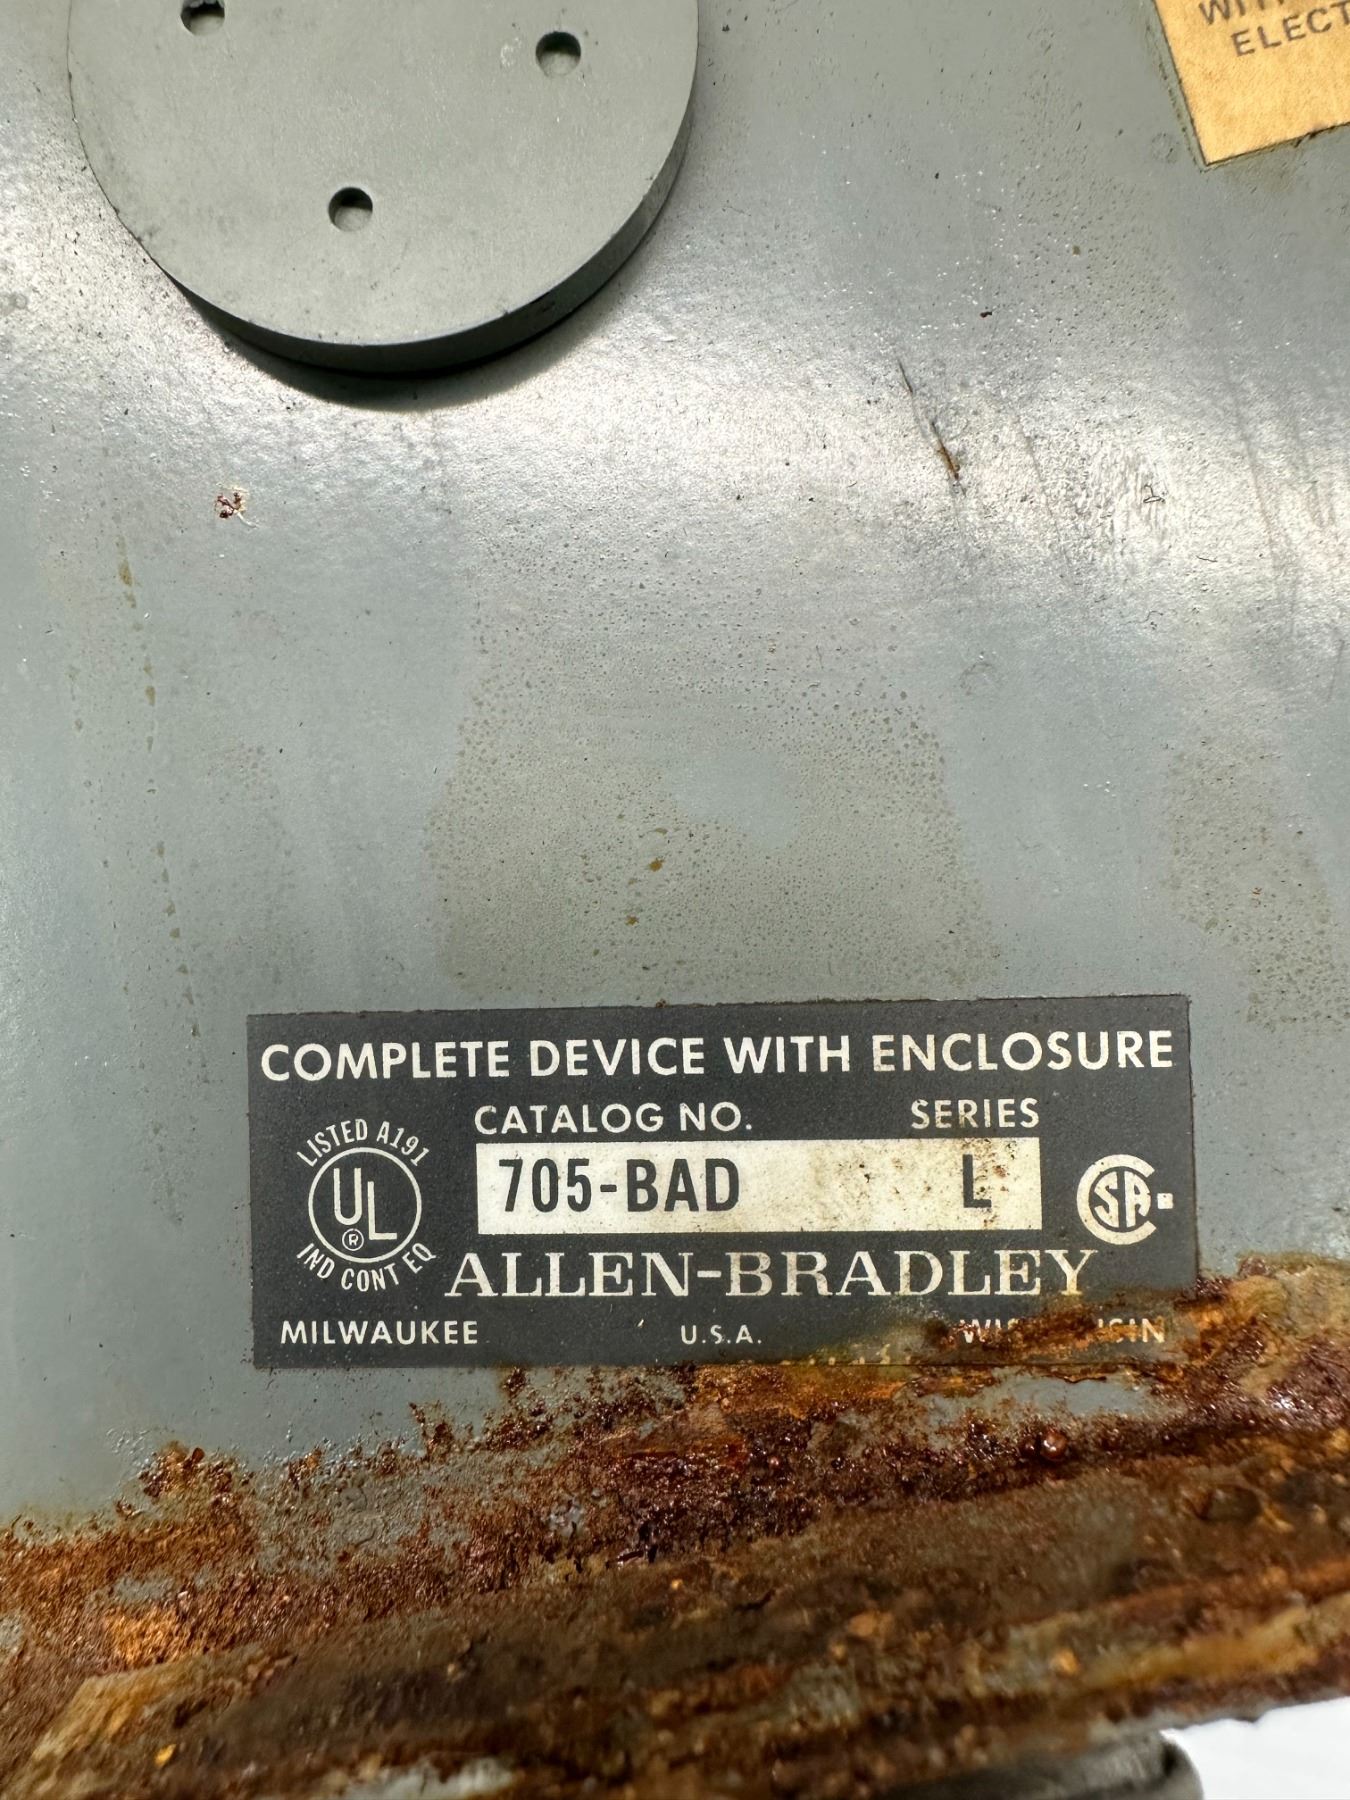 ELECT
COMPLETE DEVICE WITH ENCLOSURE
CATALOG NO. SERIES
LISTED A191
UL
®
IND CONT EQ
705-BAD L
SA
ALLEN-BRADLEY
MILWAUKEE U.S.A.